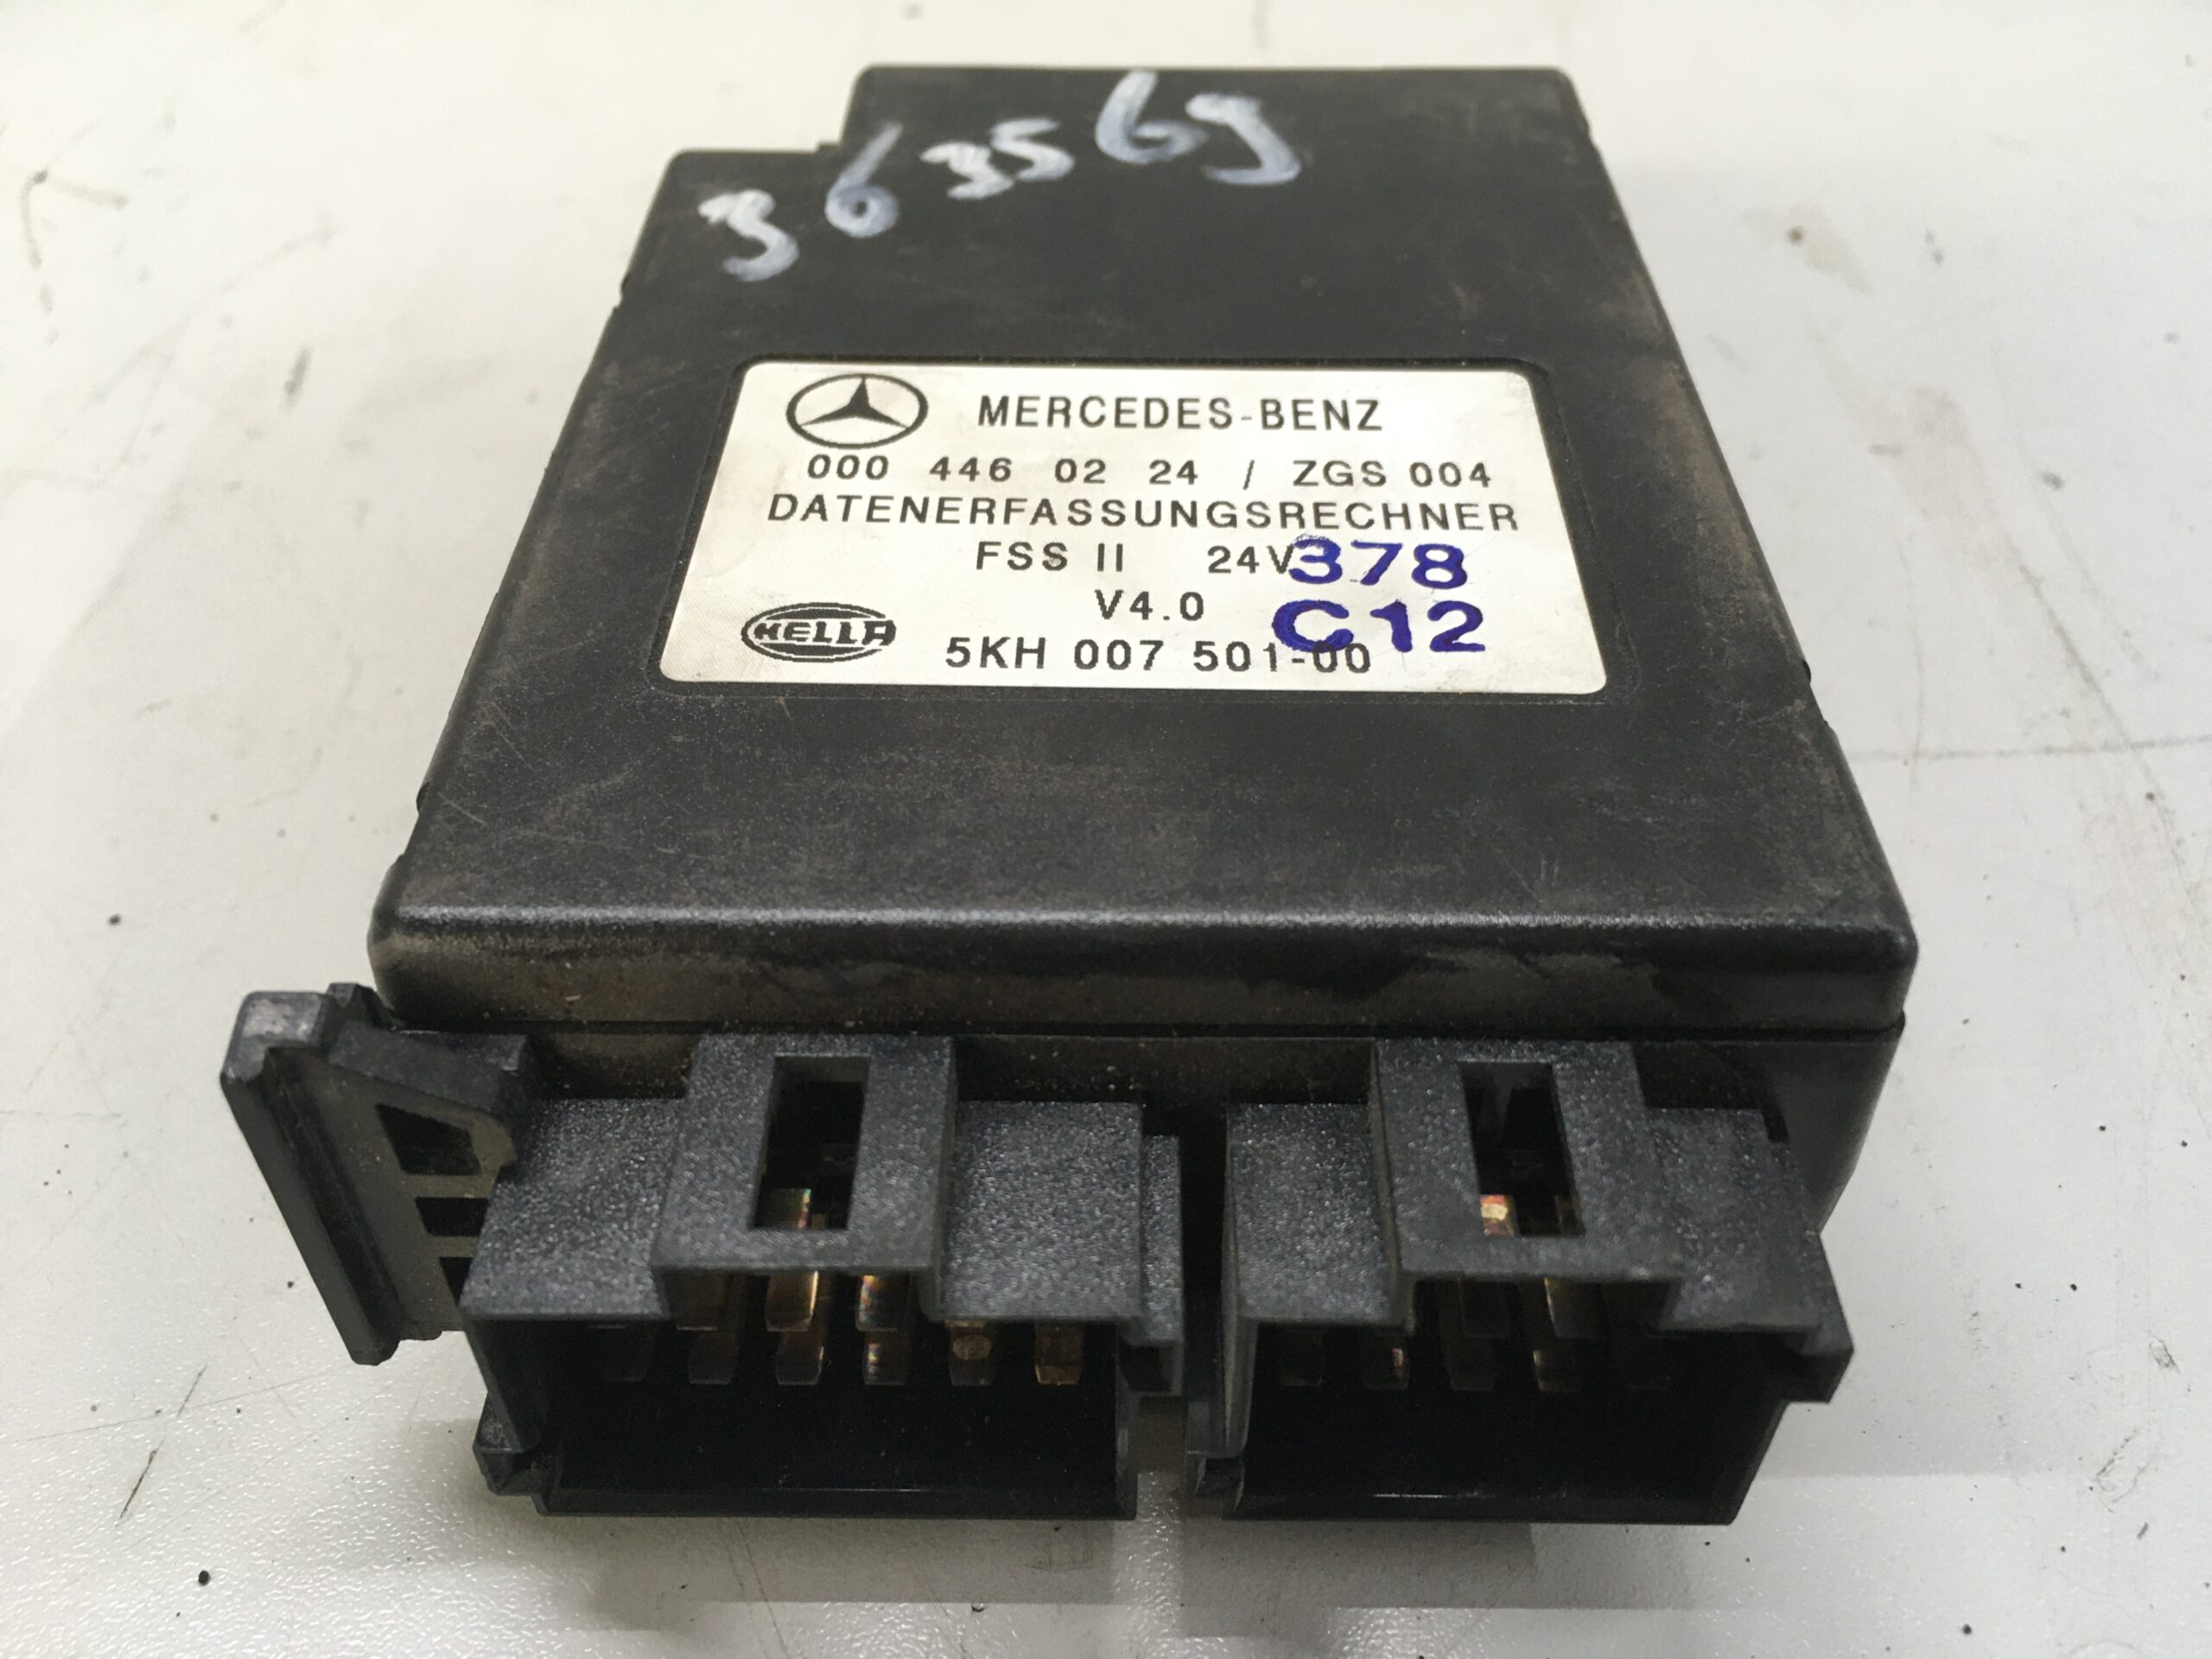 363569
MERCEDES-BENZ
000 446 02 24 / ZGS 004
DATENERFASSUNGSRECHNER
FSS II 24V 378
V4.0 C12
HELLA 5KH 007 501-00